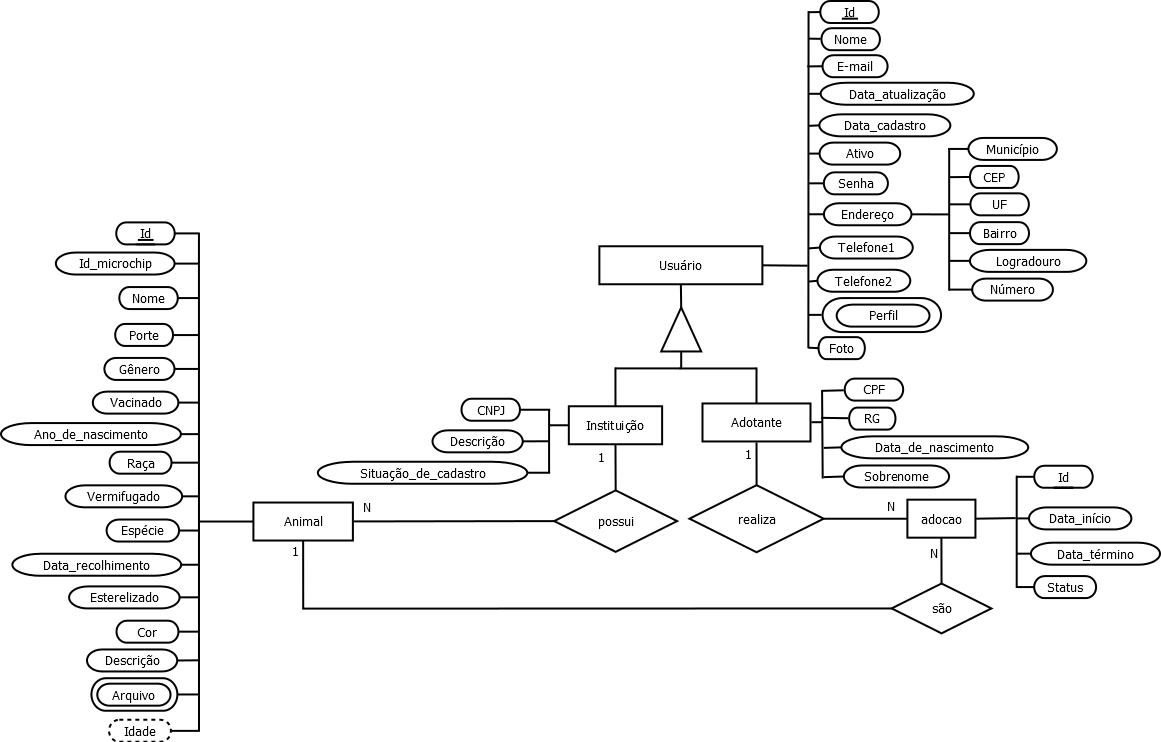 Id
Nome
E-mail
Data_atualização
Data_cadastro
Ativo
Senha
Endereço
Telefone1
Telefone2
Perfil
Foto
Município
CEP
UF
Bairro
Logradouro
Número
Usuário
Id
Id_microchip
Nome
Porte
Gênero
Vacinado
Ano_de_nascimento
Raça
Vermifugado
Espécie
Data_recolhimento
Esterelizado
Cor
Descrição
Arquivo
Idade
CNPJ
Descrição
Situação_de_cadastro
Instituição
1
Adotante
1
CPF
RG
Data_de_nascimento
Sobrenome
Animal
N
1
possui
realiza
N
adocao
N
Id
Data_início
Data_término
Status
são